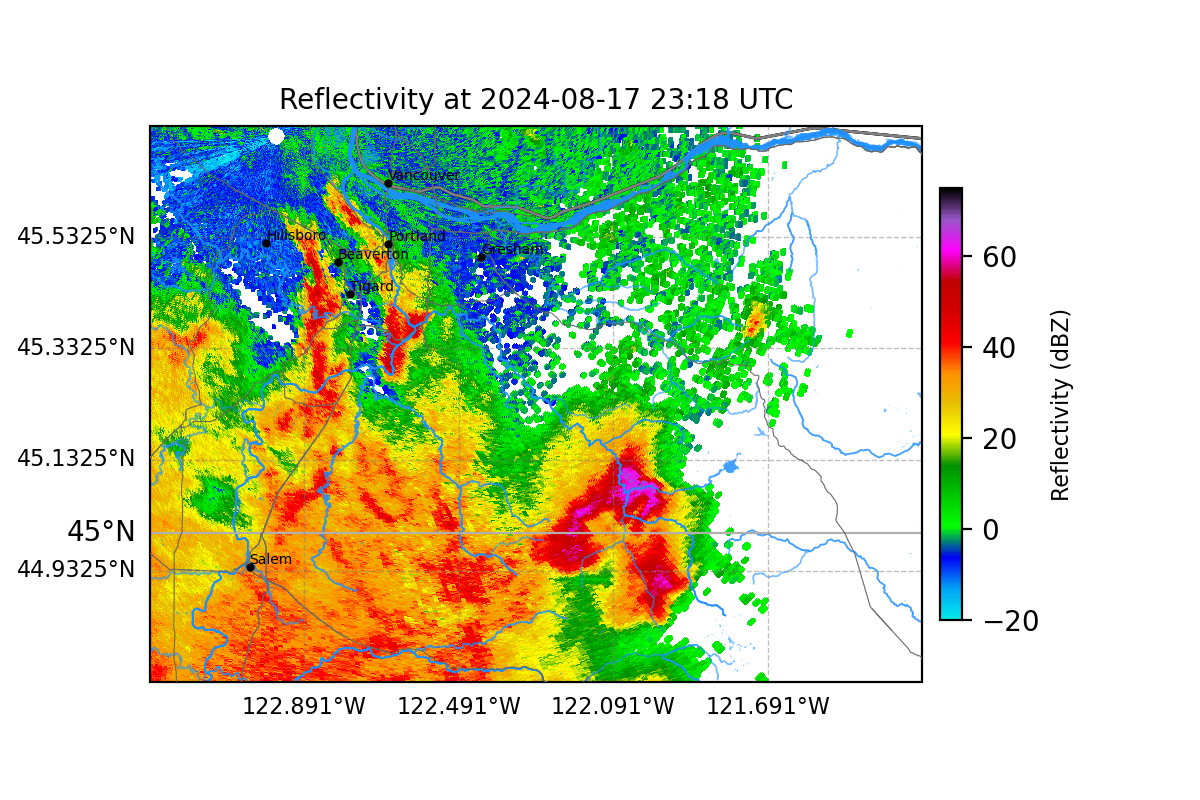 Reflectivity at 2024-08-17 23:18 UTC
Vancouver
45.5325°N
Hillsboro
Portland
Beaverton
Gresham
Tigard
45.3325°N
45.1325°N
45°N
44.9325°N
Salem
122.891°W
122.491°W
122.091°W
121.691°W
60
40
20
0
−20
Reflectivity (dBZ)